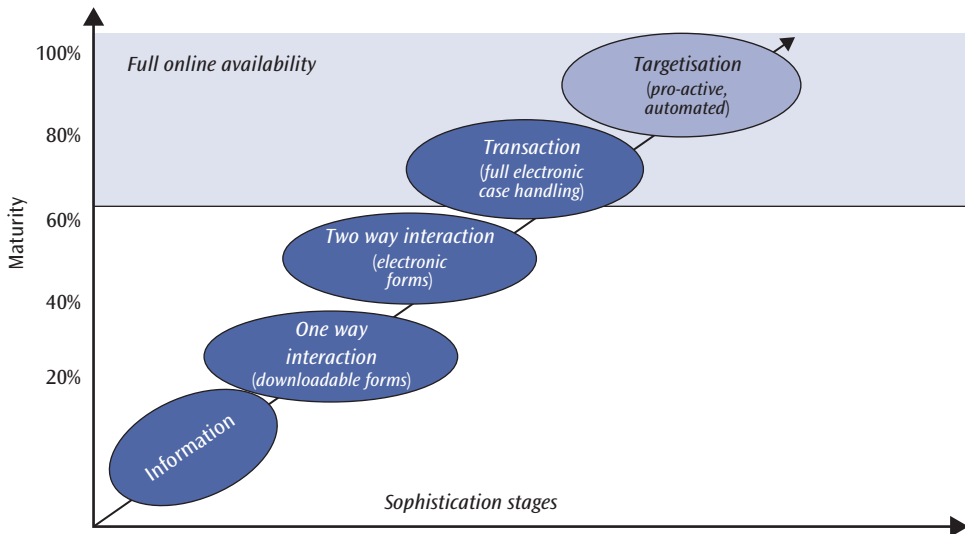 100%
Full online availability
Targetisation
(pro-active,
automated)
80%
Transaction
(full electronic
case handling)
Maturity
60%
Two way interaction
(electronic
forms)
40%
One way
interaction
(downloadable forms)
20%
Information
Sophistication stages